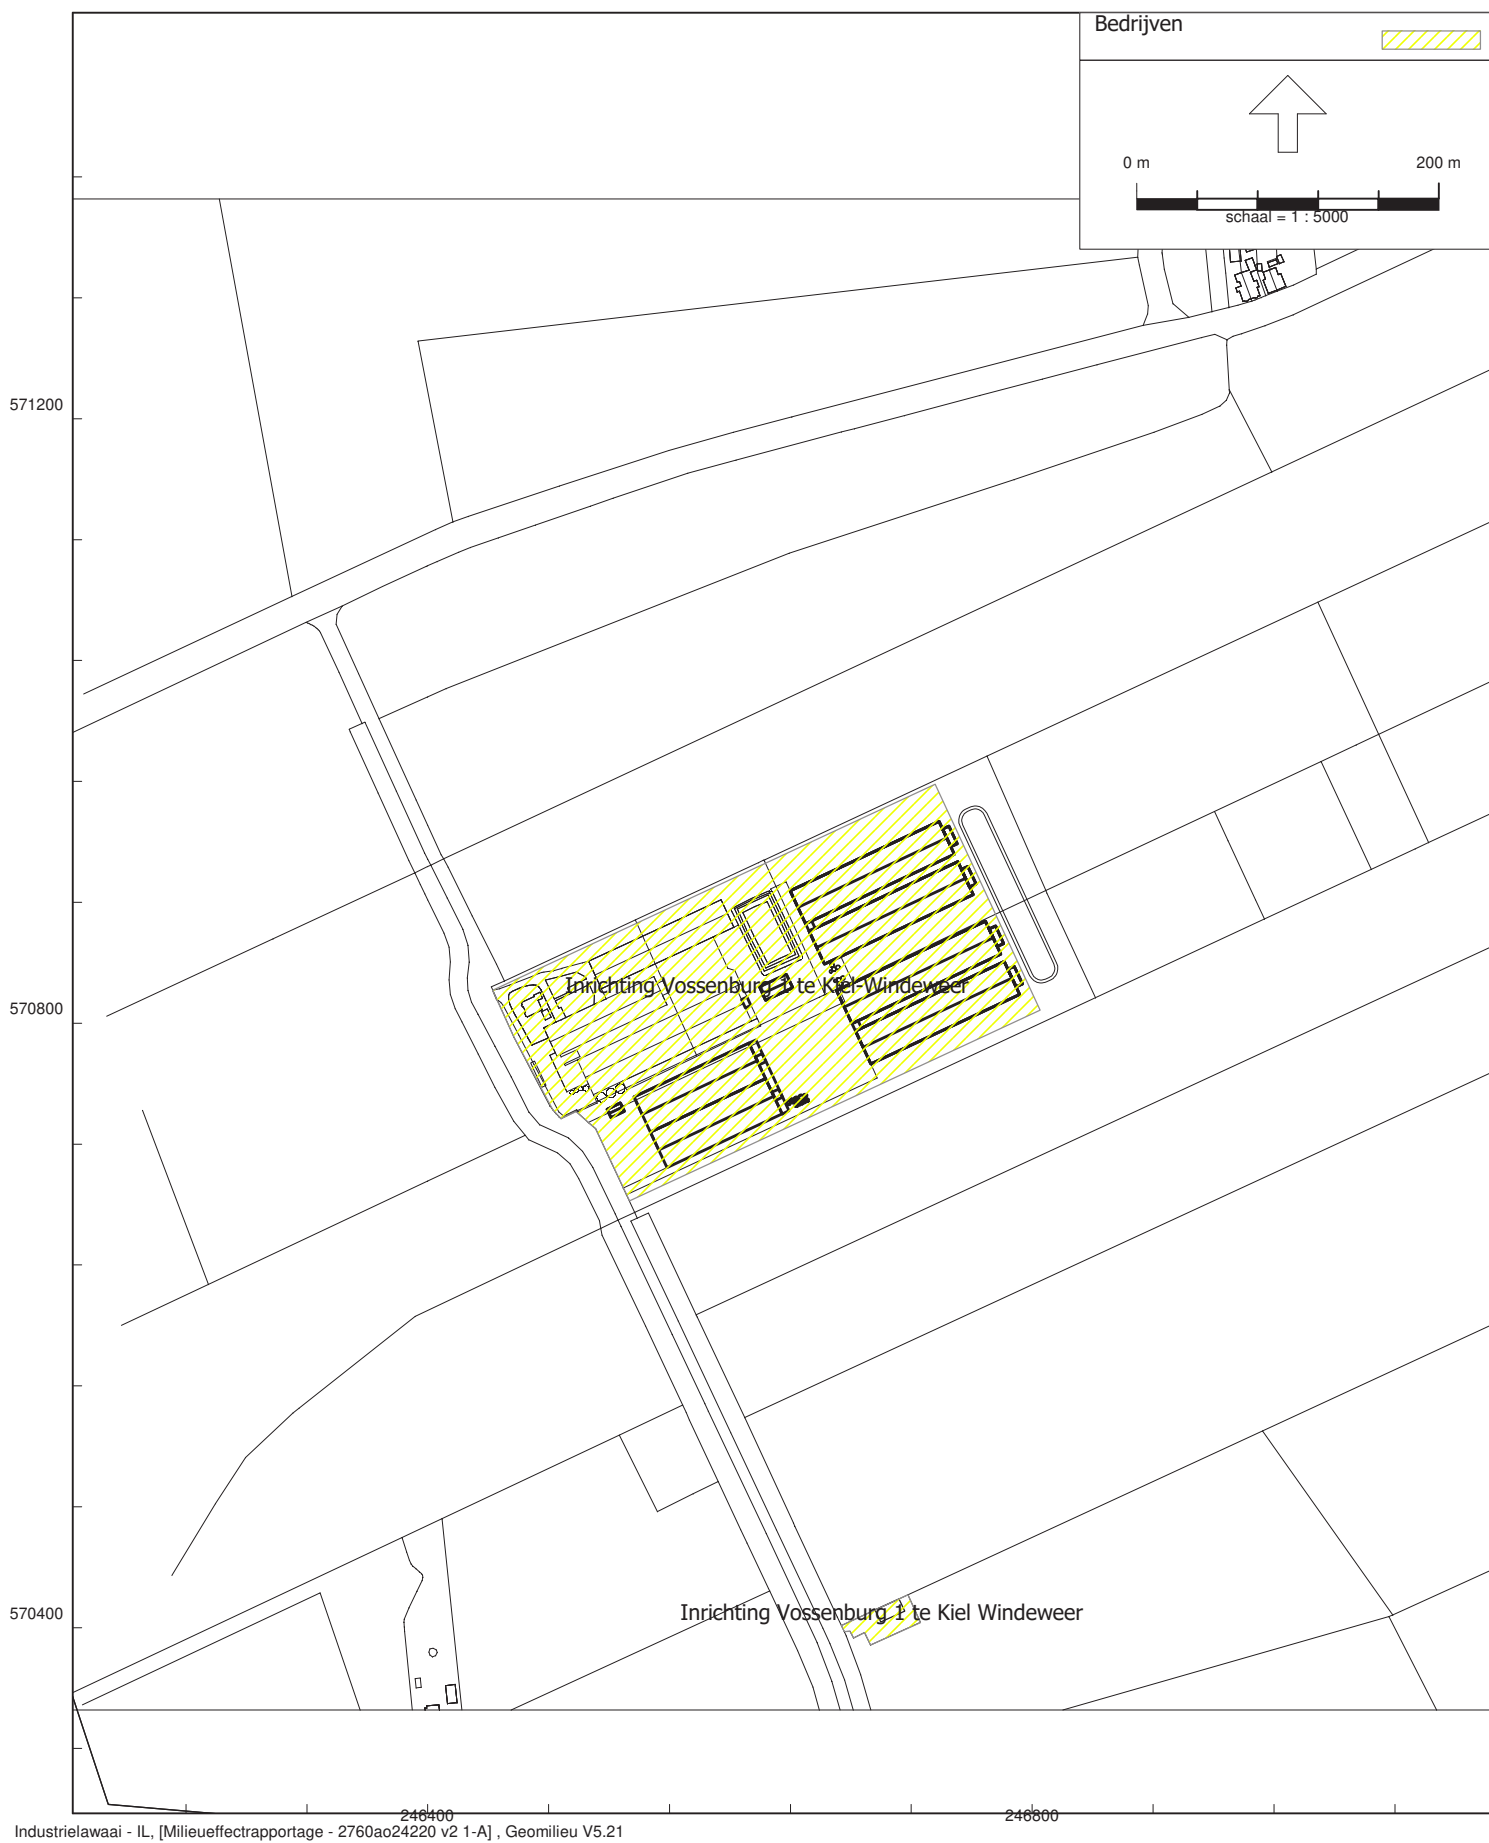 Bedrijven
0 m 200 m
schaal = 1 : 5000
571200
Inrichting Vossenburg 1 te Kiel-Windeweer
570800
Inrichting Vossenburg 1 te Kiel Windeweer
570400
246400 246800
Industrielawaai - IL, [Milieueffectrapportage - 2760ao24220 v2 1-A] , Geomilieu V5.21